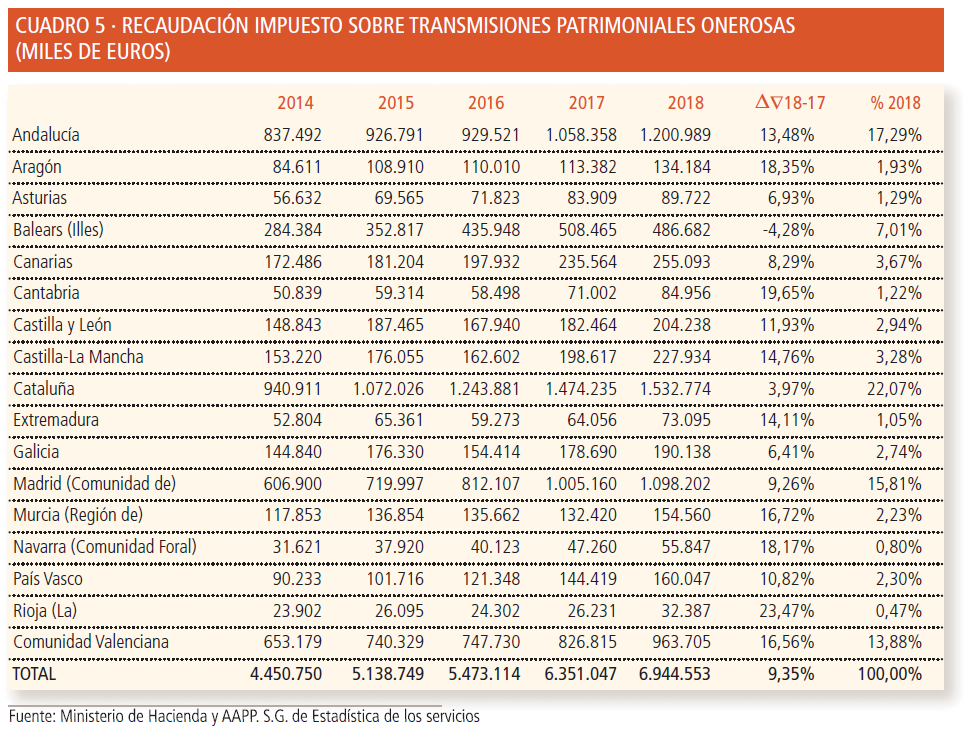 CUADRO 5 · RECAUDACIÓN IMPUESTO SOBRE TRANSMISIONES PATRIMONIALES ONEROSAS
(MILES DE EUROS)
2014 2015 2016 2017 2018 Δ∇18-17 % 2018
Andalucía 837.492 926.791 929.521 1.058.358 1.200.989 13,48% 17,29%
Aragón 84.611 108.910 110.010 113.382 134.184 18,35% 1,93%
Asturias 56.632 69.565 71.823 83.909 89.722 6,93% 1,29%
Balears (Illes) 284.384 352.817 435.948 508.465 486.682 -4,28% 7,01%
Canarias 172.486 181.204 197.932 235.564 255.093 8,29% 3,67%
Cantabria 50.839 59.314 58.498 71.002 84.956 19,65% 1,22%
Castilla y León 148.843 187.465 167.940 182.464 204.238 11,93% 2,94%
Castilla-La Mancha 153.220 176.055 162.602 198.617 227.934 14,76% 3,28%
Cataluña 940.911 1.072.026 1.243.881 1.474.235 1.532.774 3,97% 22,07%
Extremadura 52.804 65.361 59.273 64.056 73.095 14,11% 1,05%
Galicia 144.840 176.330 154.414 178.690 190.138 6,41% 2,74%
Madrid (Comunidad de) 606.900 719.997 812.107 1.005.160 1.098.202 9,26% 15,81%
Murcia (Región de) 117.853 136.854 135.662 132.420 154.560 16,72% 2,23%
Navarra (Comunidad Foral) 31.621 37.920 40.123 47.260 55.847 18,17% 0,80%
País Vasco 90.233 101.716 121.348 144.419 160.047 10,82% 2,30%
Rioja (La) 23.902 26.095 24.302 26.231 32.387 23,47% 0,47%
Comunidad Valenciana 653.179 740.329 747.730 826.815 963.705 16,56% 13,88%
TOTAL 4.450.750 5.138.749 5.473.114 6.351.047 6.944.553 9,35% 100,00%
Fuente: Ministerio de Hacienda y AAPP. S.G. de Estadística de los servicios